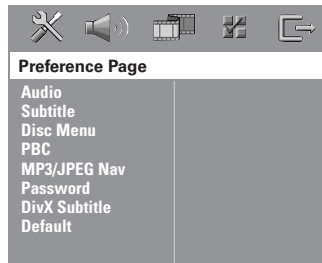 Preference Page
Audio
Subtitle
Disc Menu
PBC
MP3/JPEG Nav
Password
DivX Subtitle
Default